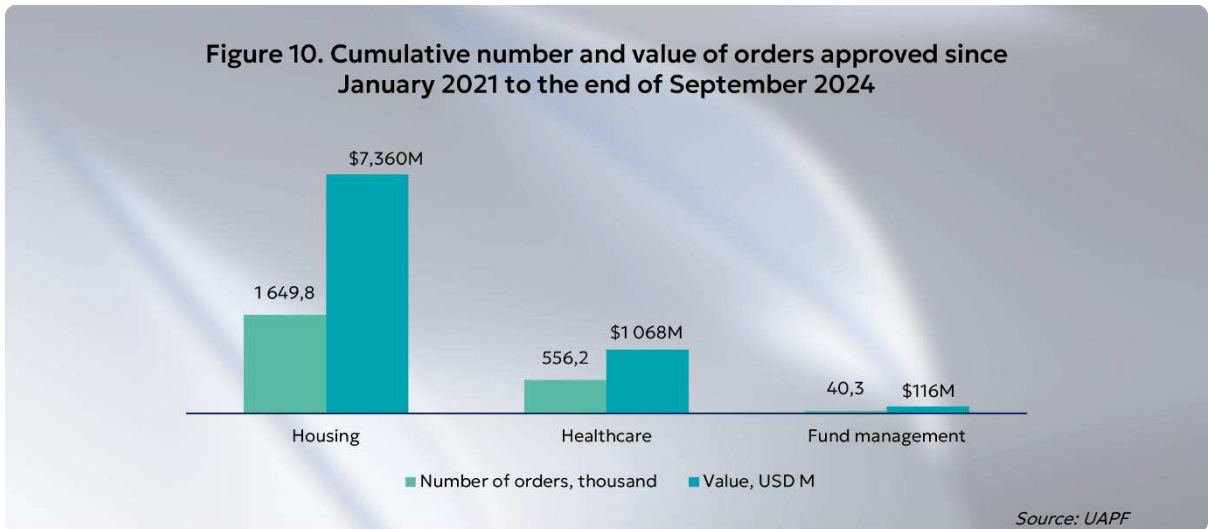 Figure 10. Cumulative number and value of orders approved since
January 2021 to the end of September 2024
$7,360M
1 649,8
$1 068M
556,2
40,3
$116M
Housing
Healthcare
Fund management
Number of orders, thousand
Value, USD M
Source: UAPF